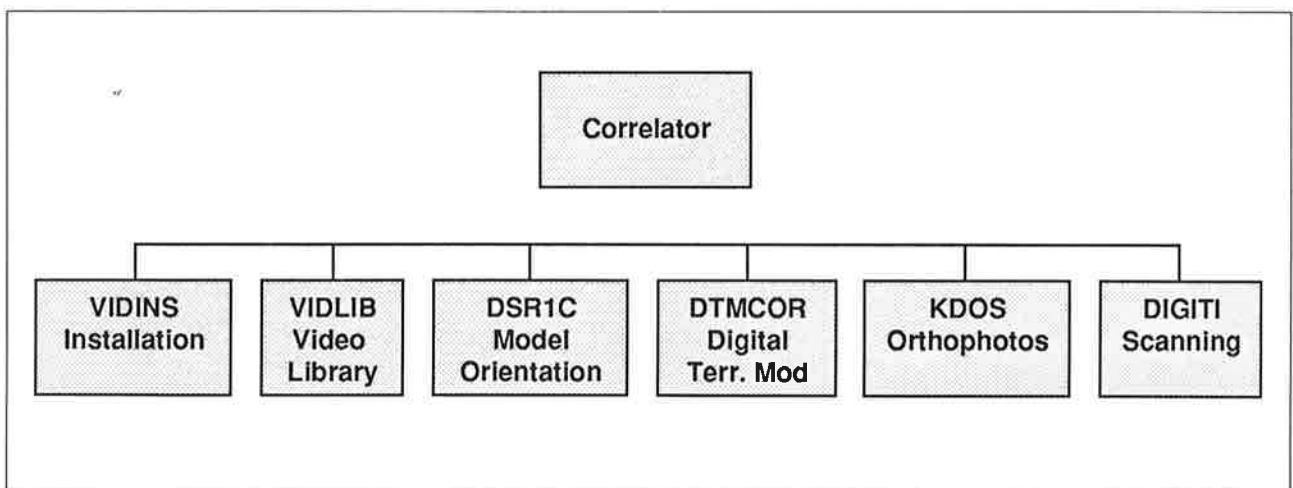 Correlator
VIDINS
Installation
VIDLIB
Video
Library
DSR1C
Model
Orientation
DTMCOR
Digital
Terr. Mod
KDOS
Orthophotos
DIGITI
Scanning